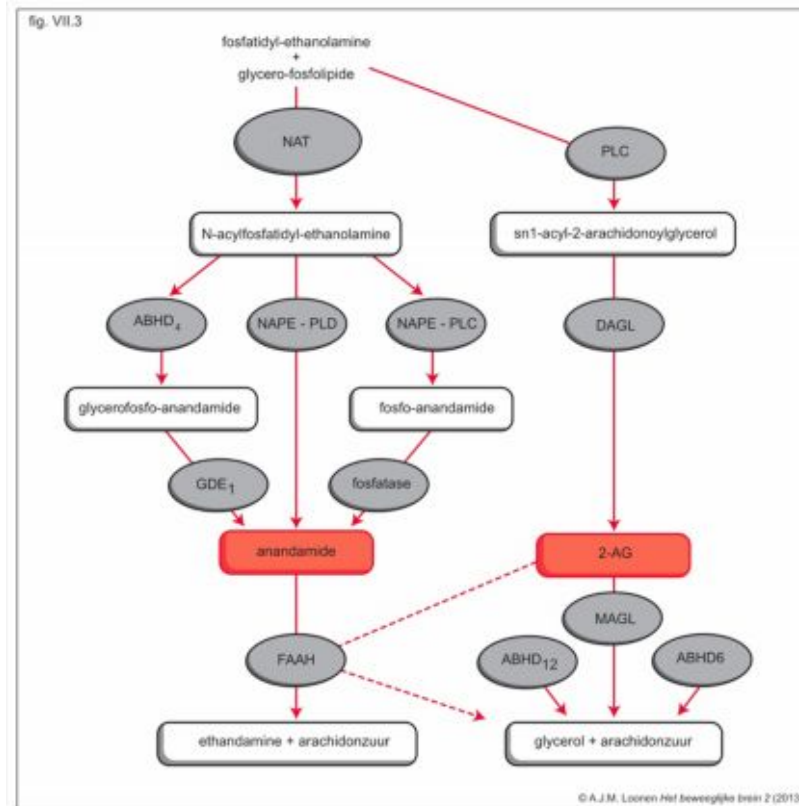 fig. VII.3
fosfatidyl-ethanolamine
+
glycero-fosfolipide
NAT
PLC
N-acylfosfatidyl-ethanolamine
sn1-acyl-2-arachidonoylglycerol
ABHD4
NAPE - PLD
NAPE - PLC
DAGL
glycerofosfo-anandamide
fosfo-anandamide
GDE1
fosfatase
anandamide
2-AG
MAGL
FAAH
ABHD12
ABHD6
ethandamine + arachidonzuur
glycerol + arachidonzuur
© A.J.M. Loonen Het beweeglijke brein 2 (2013